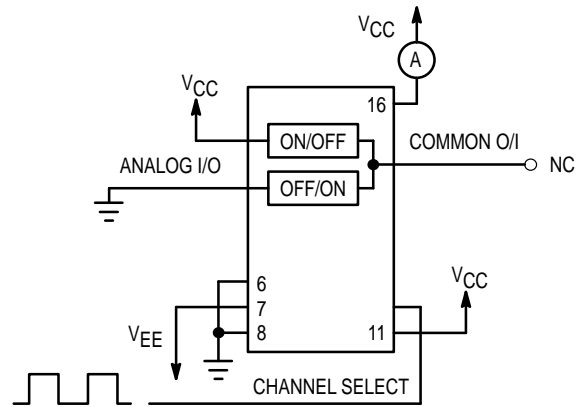 VCC
A
VCC
16
ON/OFF
COMMON O/I
ANALOG I/O
NC
OFF/ON
6
VCC
7
VEE
8
11
CHANNEL SELECT